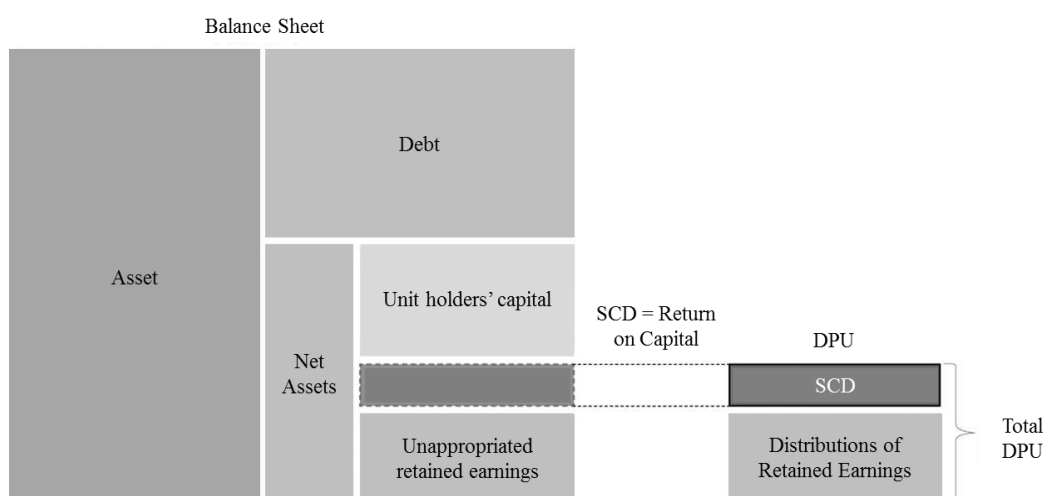 Balance Sheet
Asset
Debt
Net
Assets
Unit holders’ capital
Unappropriated
retained earnings
SCD = Return
on Capital
DPU
SCD
Distributions of
Retained Earnings
Total
DPU